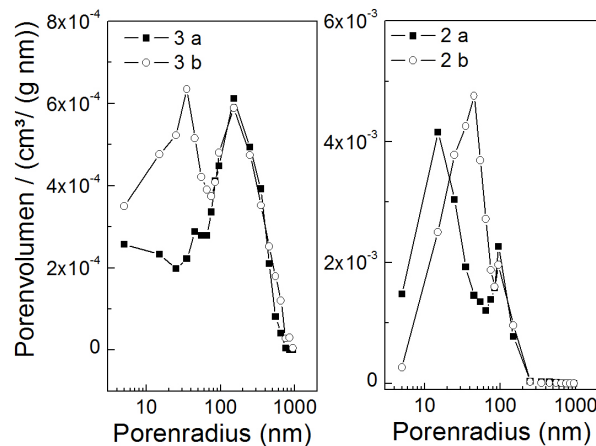 Porenvolumen / (cm³/ (g nm))
8x10⁻⁴
6x10⁻⁴
4x10⁻⁴
2x10⁻⁴
0
3 a
3 b
10 100 1000
Porenradius (nm)
6x10⁻³
4x10⁻³
2x10⁻³
0x10⁰
2 a
2 b
10 100 1000
Porenradius (nm)